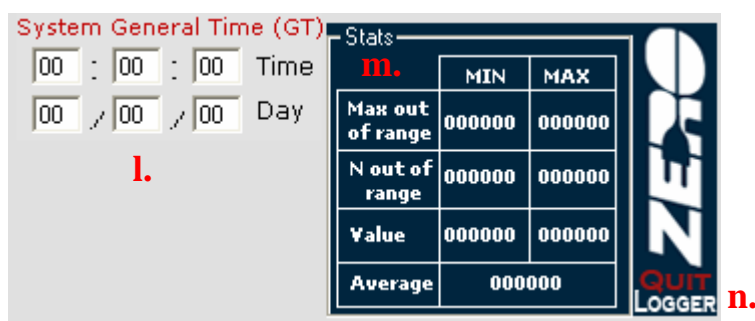 System General Time (GT)
00 : 00 : 00 Time
00 / 00 / 00 Day
l.
Stats
m.
MIN MAX
Max out of range 000000 000000
N out of range 000000 000000
Value 000000 000000
Average 000000
ZERO
QUIT
LOGGER
n.